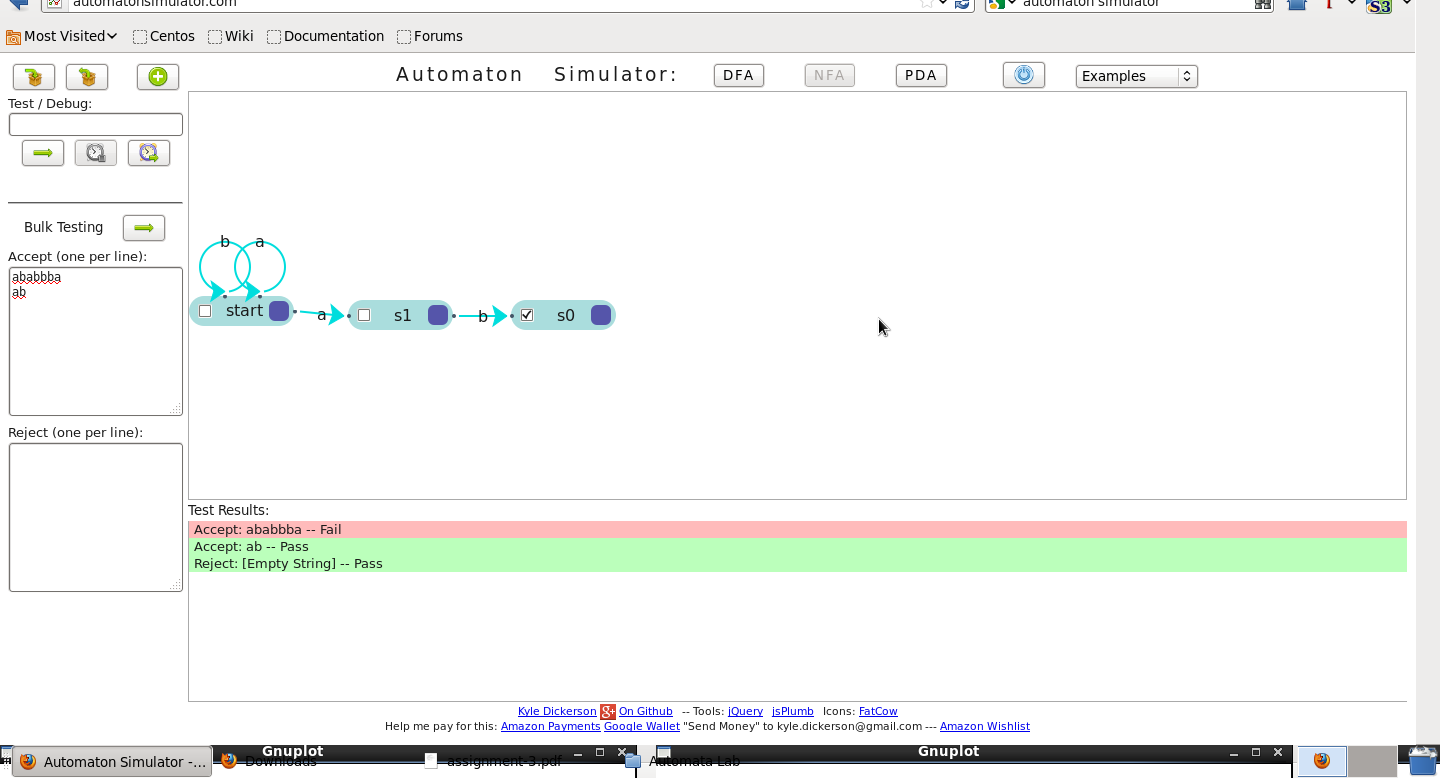 automatonsimulator.com
automaton simulator
Most Visited Centos Wiki Documentation Forums
Automaton Simulator: DFA NFA PDA Examples
Test / Debug:
Bulk Testing
Accept (one per line):
ababbba
ab
Reject (one per line):
b a
start a s1 b s0
Test Results:
Accept: ababbba -- Fail
Accept: ab -- Pass
Reject: [Empty String] -- Pass
Kyle Dickerson g+ On Github -- Tools: jQuery jsPlumb Icons: FatCow
Help me pay for this: Amazon Payments Google Wallet "Send Money" to kyle.dickerson@gmail.com --- Amazon Wishlist
Gnuplot Gnuplot
Automaton Simulator -... Downloads assignment-3.pdf Automata Lab